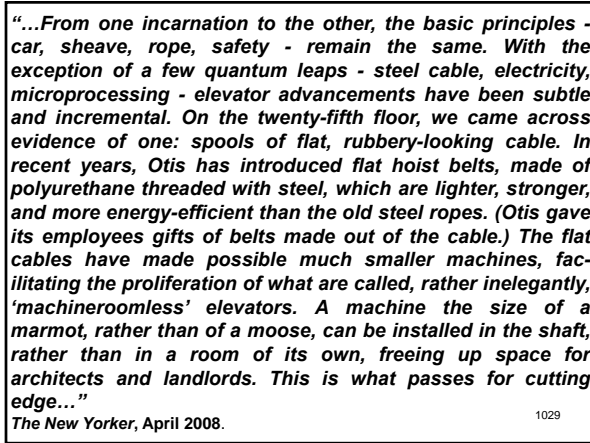 “…From one incarnation to the other, the basic principles -
car, sheave, rope, safety - remain the same. With the
exception of a few quantum leaps - steel cable, electricity,
microprocessing - elevator advancements have been subtle
and incremental. On the twenty-fifth floor, we came across
evidence of one: spools of flat, rubbery-looking cable. In
recent years, Otis has introduced flat hoist belts, made of
polyurethane threaded with steel, which are lighter, stronger,
and more energy-efficient than the old steel ropes. (Otis gave
its employees gifts of belts made out of the cable.) The flat
cables have made possible much smaller machines, fac-
ilitating the proliferation of what are called, rather inelegantly,
‘machineroomless’ elevators. A machine the size of a
marmot, rather than of a moose, can be installed in the shaft,
rather than in a room of its own, freeing up space for
architects and landlords. This is what passes for cutting
edge…”
The New Yorker, April 2008.
1029